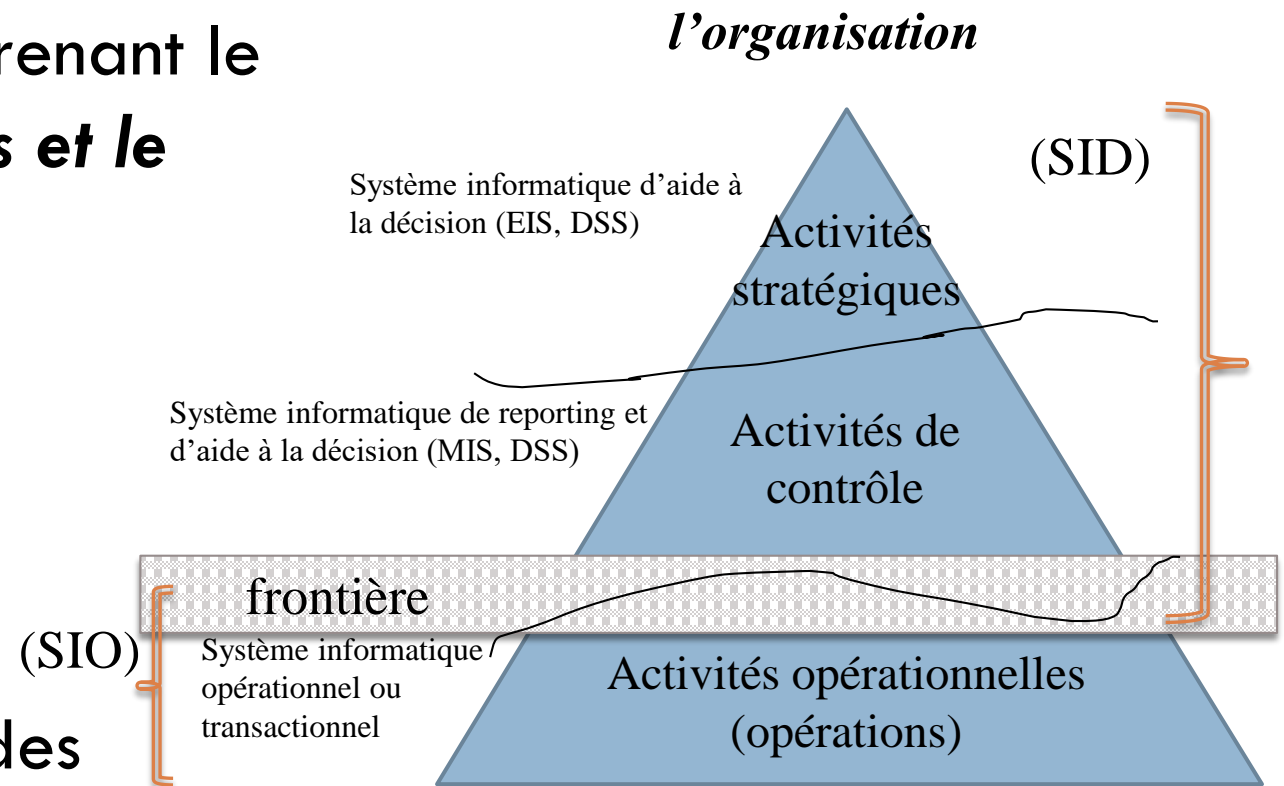 renant le
s et le
l’organisation
(SID)
Système informatique d’aide à
la décision (EIS, DSS)
Activités
stratégiques
Système informatique de reporting et
d’aide à la décision (MIS, DSS)
Activités de
contrôle
frontière
(SIO)
Système informatique
opérationnel ou
transactionnel
Activités opérationnelles
(opérations)
des